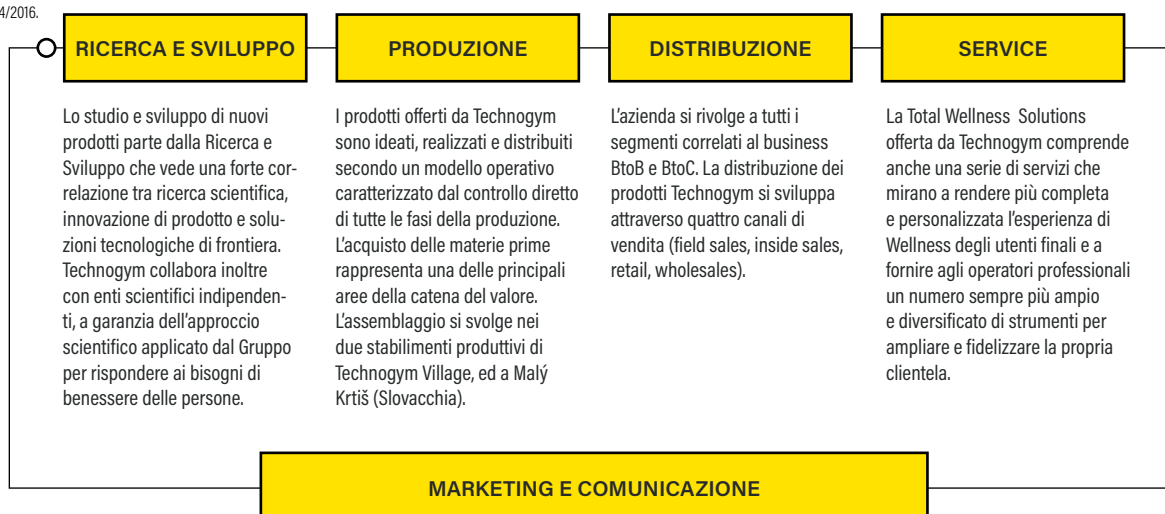 4/2016.
RICERCA E SVILUPPO
Lo studio e sviluppo di nuovi
prodotti parte dalla Ricerca e
Sviluppo che vede una forte cor-
relazione tra ricerca scientifica,
innovazione di prodotto e solu-
zioni tecnologiche di frontiera.
Technogym collabora inoltre
con enti scientifici indipenden-
ti, a garanzia dell'approccio
scientifico applicato dal Gruppo
per rispondere ai bisogni di
benessere delle persone.
PRODUZIONE
I prodotti offerti da Technogym
sono ideati, realizzati e distribuiti
secondo un modello operativo
caratterizzato dal controllo diretto
di tutte le fasi della produzione.
L'acquisto delle materie prime
rappresenta una delle principali
aree della catena del valore.
L'assemblaggio si svolge nei
due stabilimenti produttivi di
Technogym Village, ed a Malý
Krtiš (Slovacchia).
DISTRIBUZIONE
L'azienda si rivolge a tutti i
segmenti correlati al business
BtoB e BtoC. La distribuzione dei
prodotti Technogym si sviluppa
attraverso quattro canali di
vendita (field sales, inside sales,
retail, wholesales).
SERVICE
La Total Wellness Solutions
offerta da Technogym comprende
anche una serie di servizi che
mirano a rendere più completa
e personalizzata l'esperienza di
Wellness degli utenti finali e a
fornire agli operatori professionali
un numero sempre più ampio
e diversificato di strumenti per
ampliare e fidelizzare la propria
clientela.
MARKETING E COMUNICAZIONE